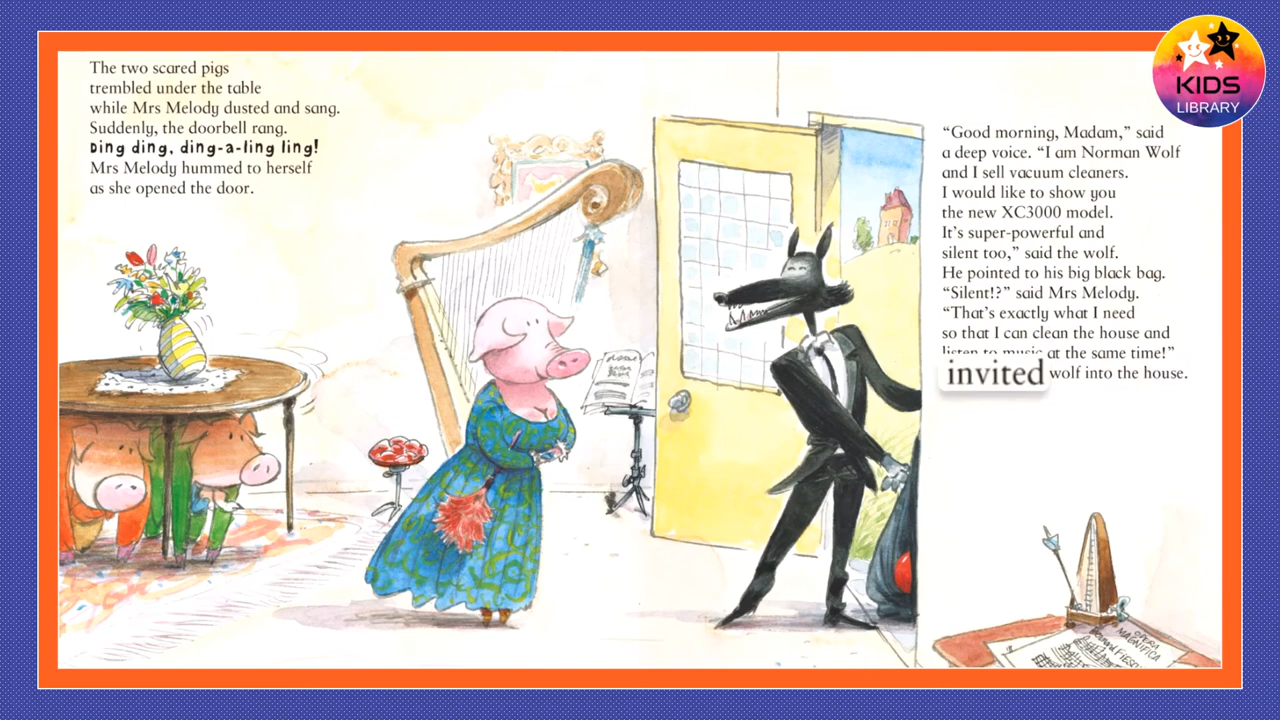 The two scared pigs
trembled under the table
while Mrs Melody dusted and sang.
Suddenly, the doorbell rang.
Ding ding, ding-a-ling ling!
Mrs Melody hummed to herself
as she opened the door.
KIDS
LIBRARY
“Good morning, Madam,” said
a deep voice. “I am Norman Wolf
and I sell vacuum cleaners.
I would like to show you
the new XC3000 model.
It’s super-powerful and
silent too,” said the wolf.
He pointed to his big black bag.
“Silent!?” said Mrs Melody.
“That’s exactly what I need
so that I can clean the house and
listen to music at the same time!”
invited wolf into the house.
OPERA
MAGNIFICA